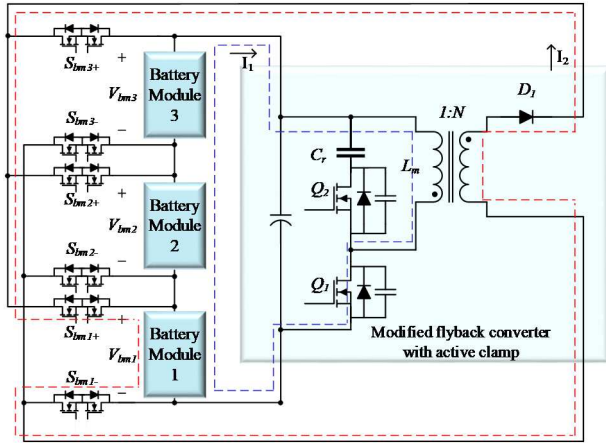 S_bm3+
+
V_bm3
−
Battery
Module
3
S_bm3-
S_bm2+
+
V_bm2
−
Battery
Module
2
S_bm2-
S_bm1+
+
V_bm1
−
Battery
Module
1
S_bm1-
I_1
I_2
D_1
1:N
C_r
L_m
Q_2
Q_1
Modified flyback converter
with active clamp